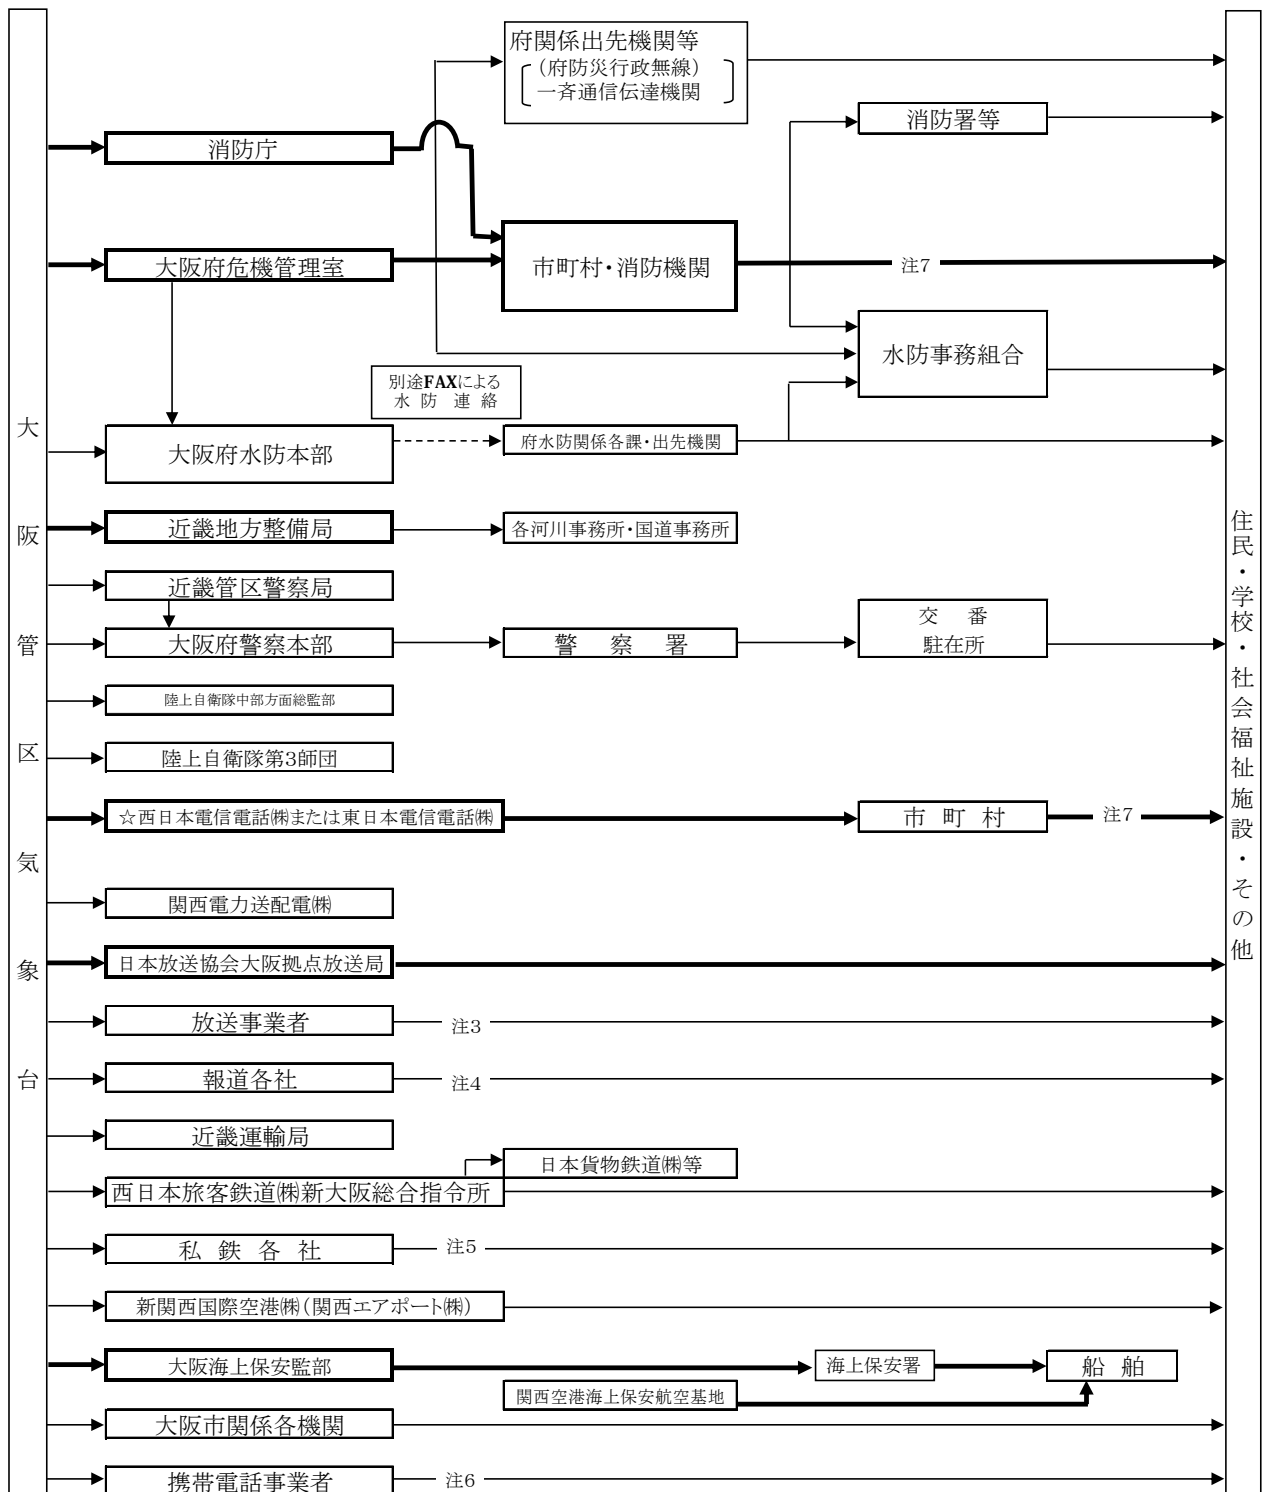 大阪管区気象台
府関係出先機関等
（府防災行政無線）
一斉通信伝達機関
消防署等
消防庁
大阪府危機管理室
市町村・消防機関
注7
水防事務組合
別途FAXによる
水防連絡
大阪府水防本部
府水防関係各課・出先機関
近畿地方整備局
各河川事務所・国道事務所
近畿管区警察局
大阪府警察本部
警察署
交番
駐在所
陸上自衛隊中部方面総監部
陸上自衛隊第3師団
☆西日本電信電話㈱または東日本電信電話㈱
市町村
注7
関西電力送配電㈱
日本放送協会大阪拠点放送局
放送事業者
注3
報道各社
注4
近畿運輸局
日本貨物鉄道㈱等
西日本旅客鉄道㈱新大阪総合指令所
私鉄各社
注5
新関西国際空港㈱（関西エアポート㈱）
大阪海上保安監部
海上保安署
船舶
関西空港海上保安航空基地
大阪市関係各機関
携帯電話事業者
注6
住民・学校・社会福祉施設・その他